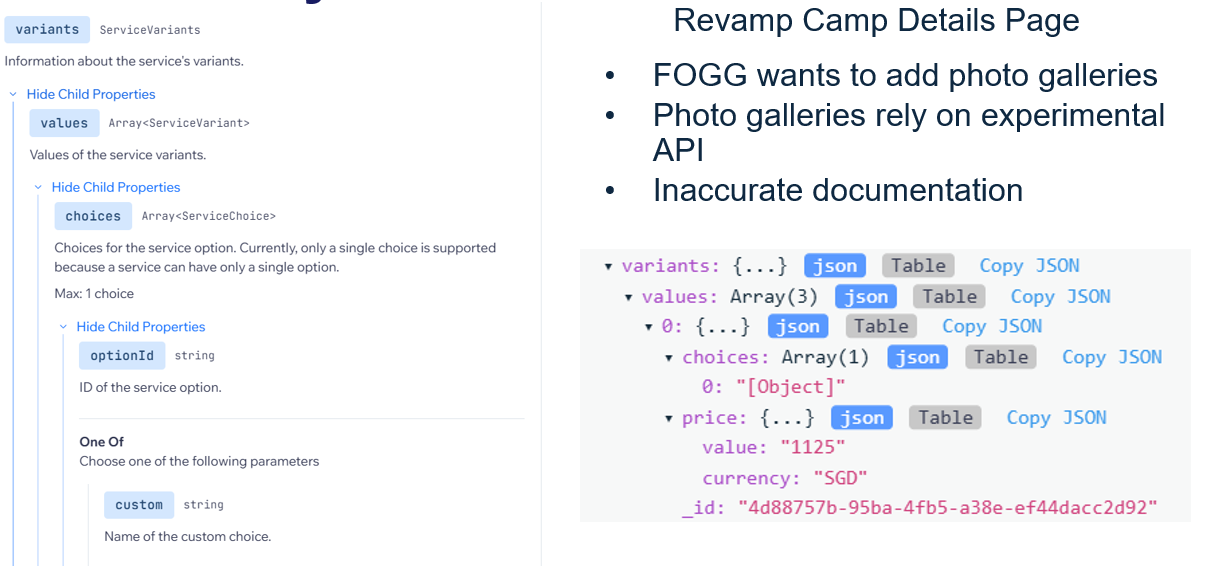 variants ServiceVariants
Information about the service's variants.
Hide Child Properties
values Array<ServiceVariant>
Values of the service variants.
Hide Child Properties
choices Array<ServiceChoice>
Choices for the service option. Currently, only a single choice is supported
because a service can have only a single option.
Max: 1 choice
Hide Child Properties
optionId string
ID of the service option.
One Of
Choose one of the following parameters
custom string
Name of the custom choice.
Revamp Camp Details Page
• FOGG wants to add photo galleries
• Photo galleries rely on experimental
API
• Inaccurate documentation
▼ variants: {...} json Table Copy JSON
▼ values: Array(3) json Table Copy JSON
▼ 0: {...} json Table Copy JSON
▼ choices: Array(1) json Table Copy JSON
0: "[Object]"
▼ price: {...} json Table Copy JSON
value: "1125"
currency: "SGD"
_id: "4d88757b-95ba-4fb5-a38e-ef44dacc2d92"